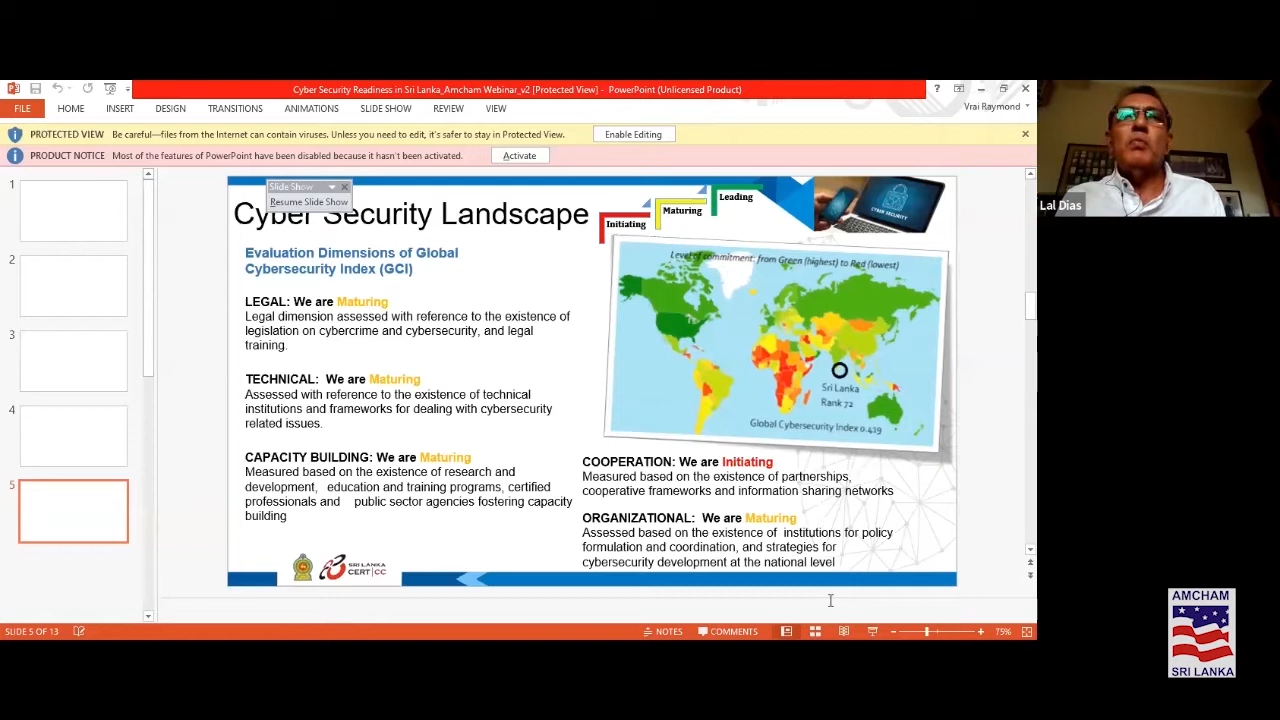 Cyber Security Readiness in Sri Lanka_Amcham Webinar_v2 [Protected View] - PowerPoint (Unlicensed Product)
?
FILE HOME INSERT DESIGN TRANSITIONS ANIMATIONS SLIDE SHOW REVIEW VIEW
Vrai Raymond
PROTECTED VIEW Be careful—files from the Internet can contain viruses. Unless you need to edit, it's safer to stay in Protected View. Enable Editing
PRODUCT NOTICE Most of the features of PowerPoint have been disabled because it hasn't been activated. Activate
1
2
3
4
5
Slide Show
Resume Slide Show
Cyber Security Landscape
Initiating
Maturing
Leading
CYBER SECURITY
Evaluation Dimensions of Global
Cybersecurity Index (GCI)
LEGAL: We are Maturing
Legal dimension assessed with reference to the existence of
legislation on cybercrime and cybersecurity, and legal
training.
TECHNICAL: We are Maturing
Assessed with reference to the existence of technical
institutions and frameworks for dealing with cybersecurity
related issues.
CAPACITY BUILDING: We are Maturing
Measured based on the existence of research and
development, education and training programs, certified
professionals and public sector agencies fostering capacity
building
Level of commitment: from Green (highest) to Red (lowest)
Sri Lanka
Rank 72
Global Cybersecurity Index 0.419
COOPERATION: We are Initiating
Measured based on the existence of partnerships,
cooperative frameworks and information sharing networks
ORGANIZATIONAL: We are Maturing
Assessed based on the existence of institutions for policy
formulation and coordination, and strategies for
cybersecurity development at the national level
SRI LANKA
CERT|CC
SLIDE 5 OF 13
NOTES COMMENTS 75%
Lal Dias
AMCHAM
SRI LANKA